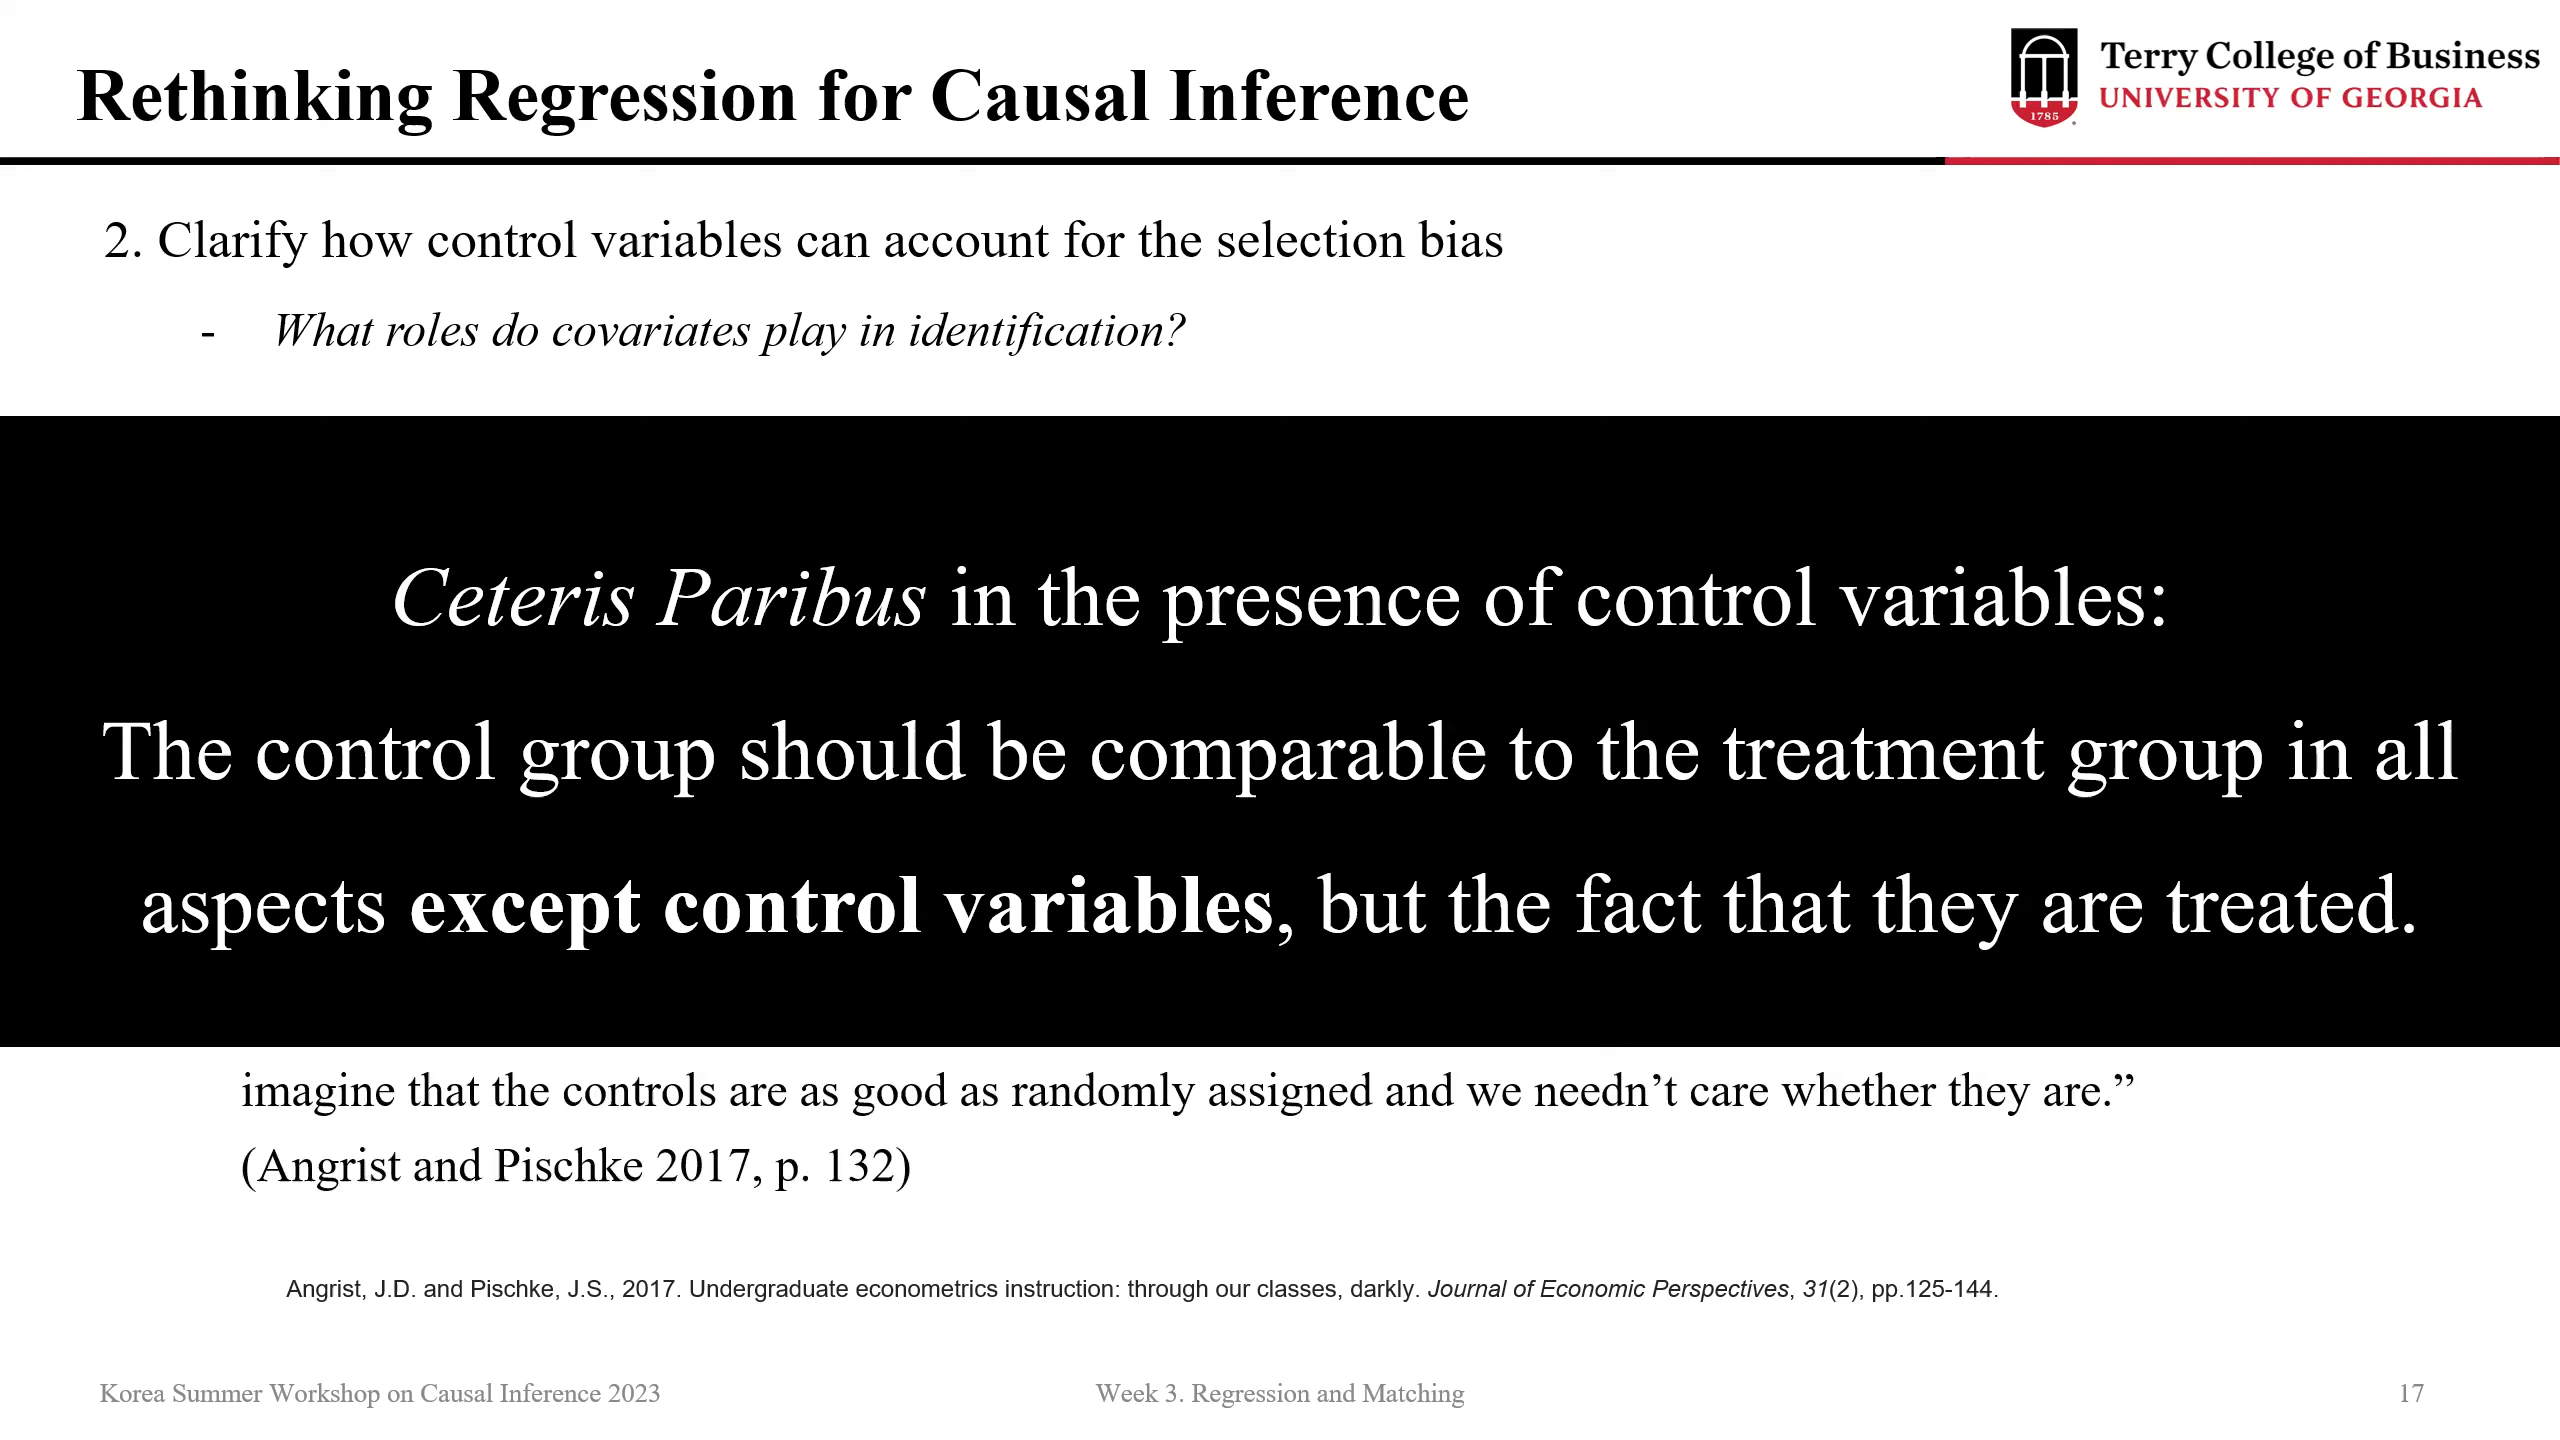 Rethinking Regression for Causal Inference
Terry College of Business
UNIVERSITY OF GEORGIA
1785
2. Clarify how control variables can account for the selection bias
- What roles do covariates play in identification?
Ceteris Paribus in the presence of control variables:
The control group should be comparable to the treatment group in all
aspects except control variables, but the fact that they are treated.
imagine that the controls are as good as randomly assigned and we needn’t care whether they are.”
(Angrist and Pischke 2017, p. 132)
Angrist, J.D. and Pischke, J.S., 2017. Undergraduate econometrics instruction: through our classes, darkly. Journal of Economic Perspectives, 31(2), pp.125-144.
Korea Summer Workshop on Causal Inference 2023
Week 3. Regression and Matching
17